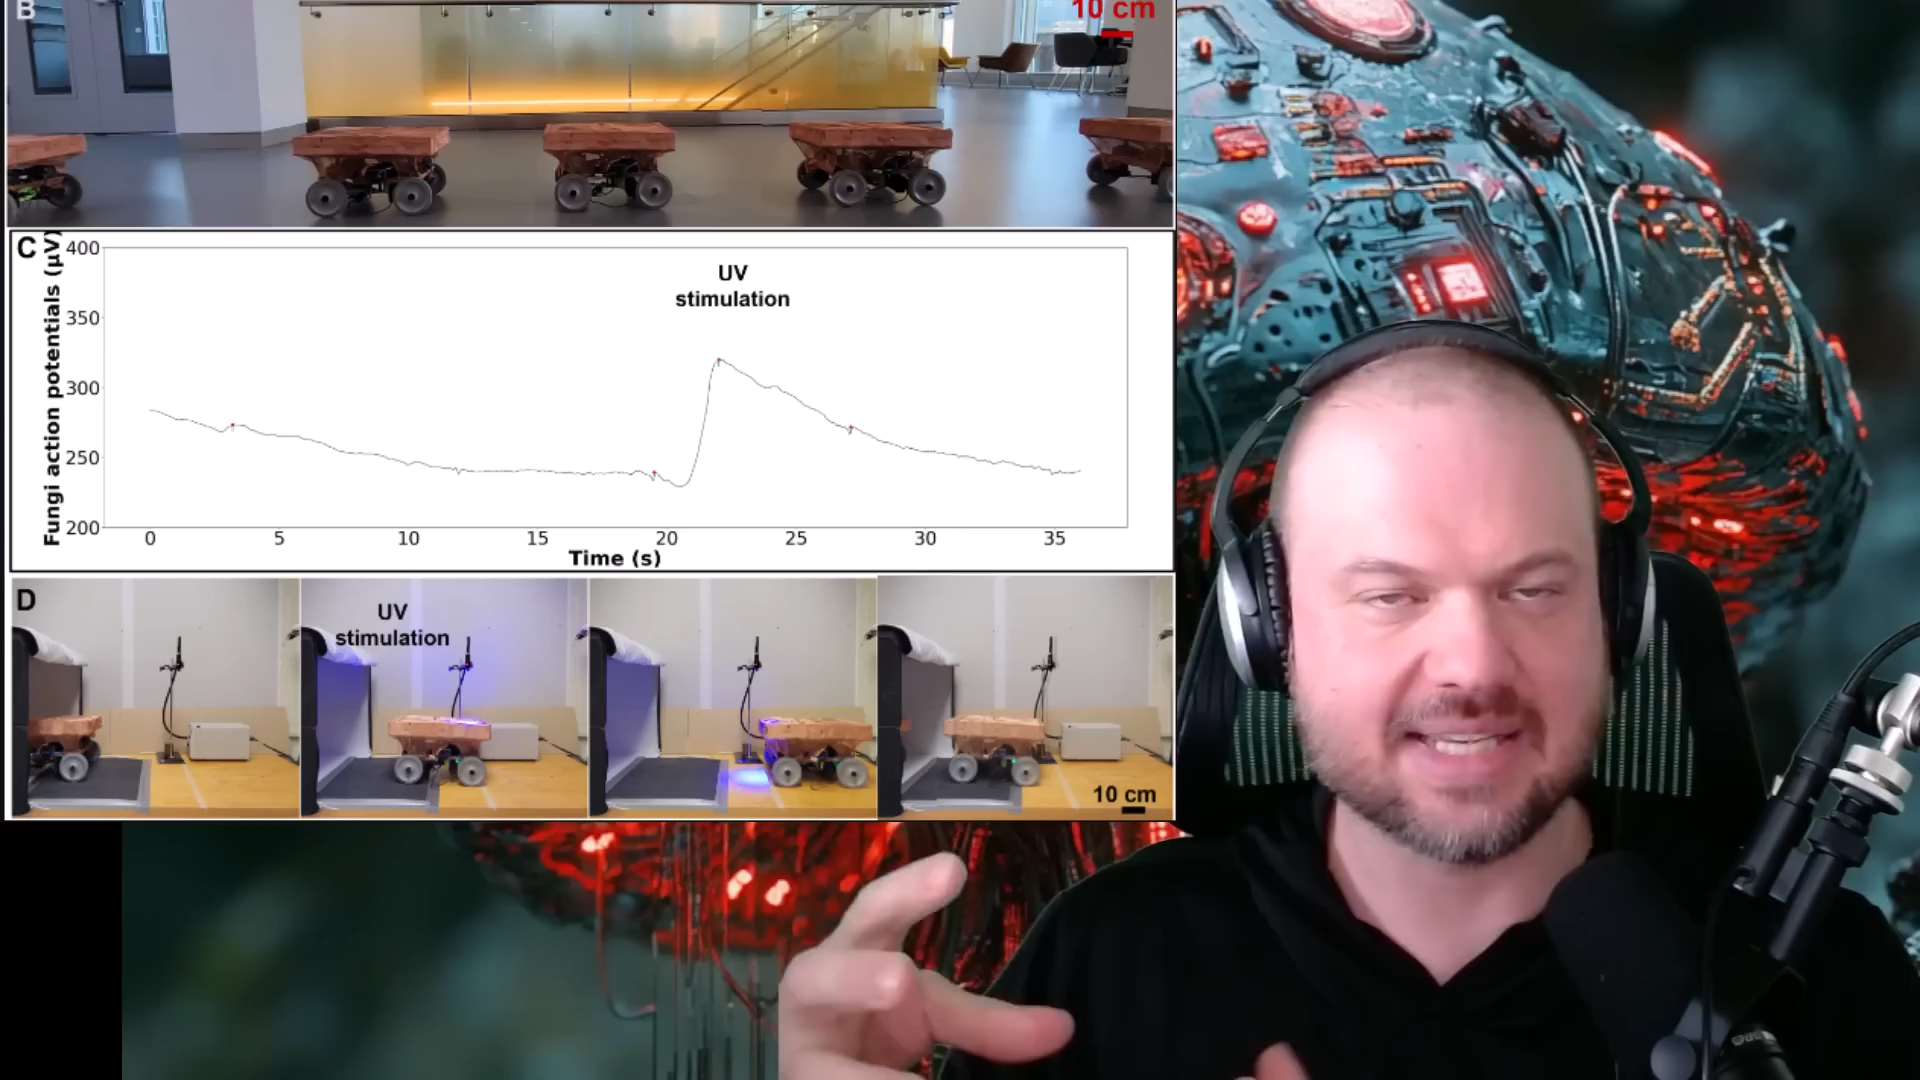 B
10 cm
C
Fungi action potentials (µV)
400
350
300
250
200
UV
stimulation
0 5 10 15 20 25 30 35
Time (s)
D
UV
stimulation
10 cm